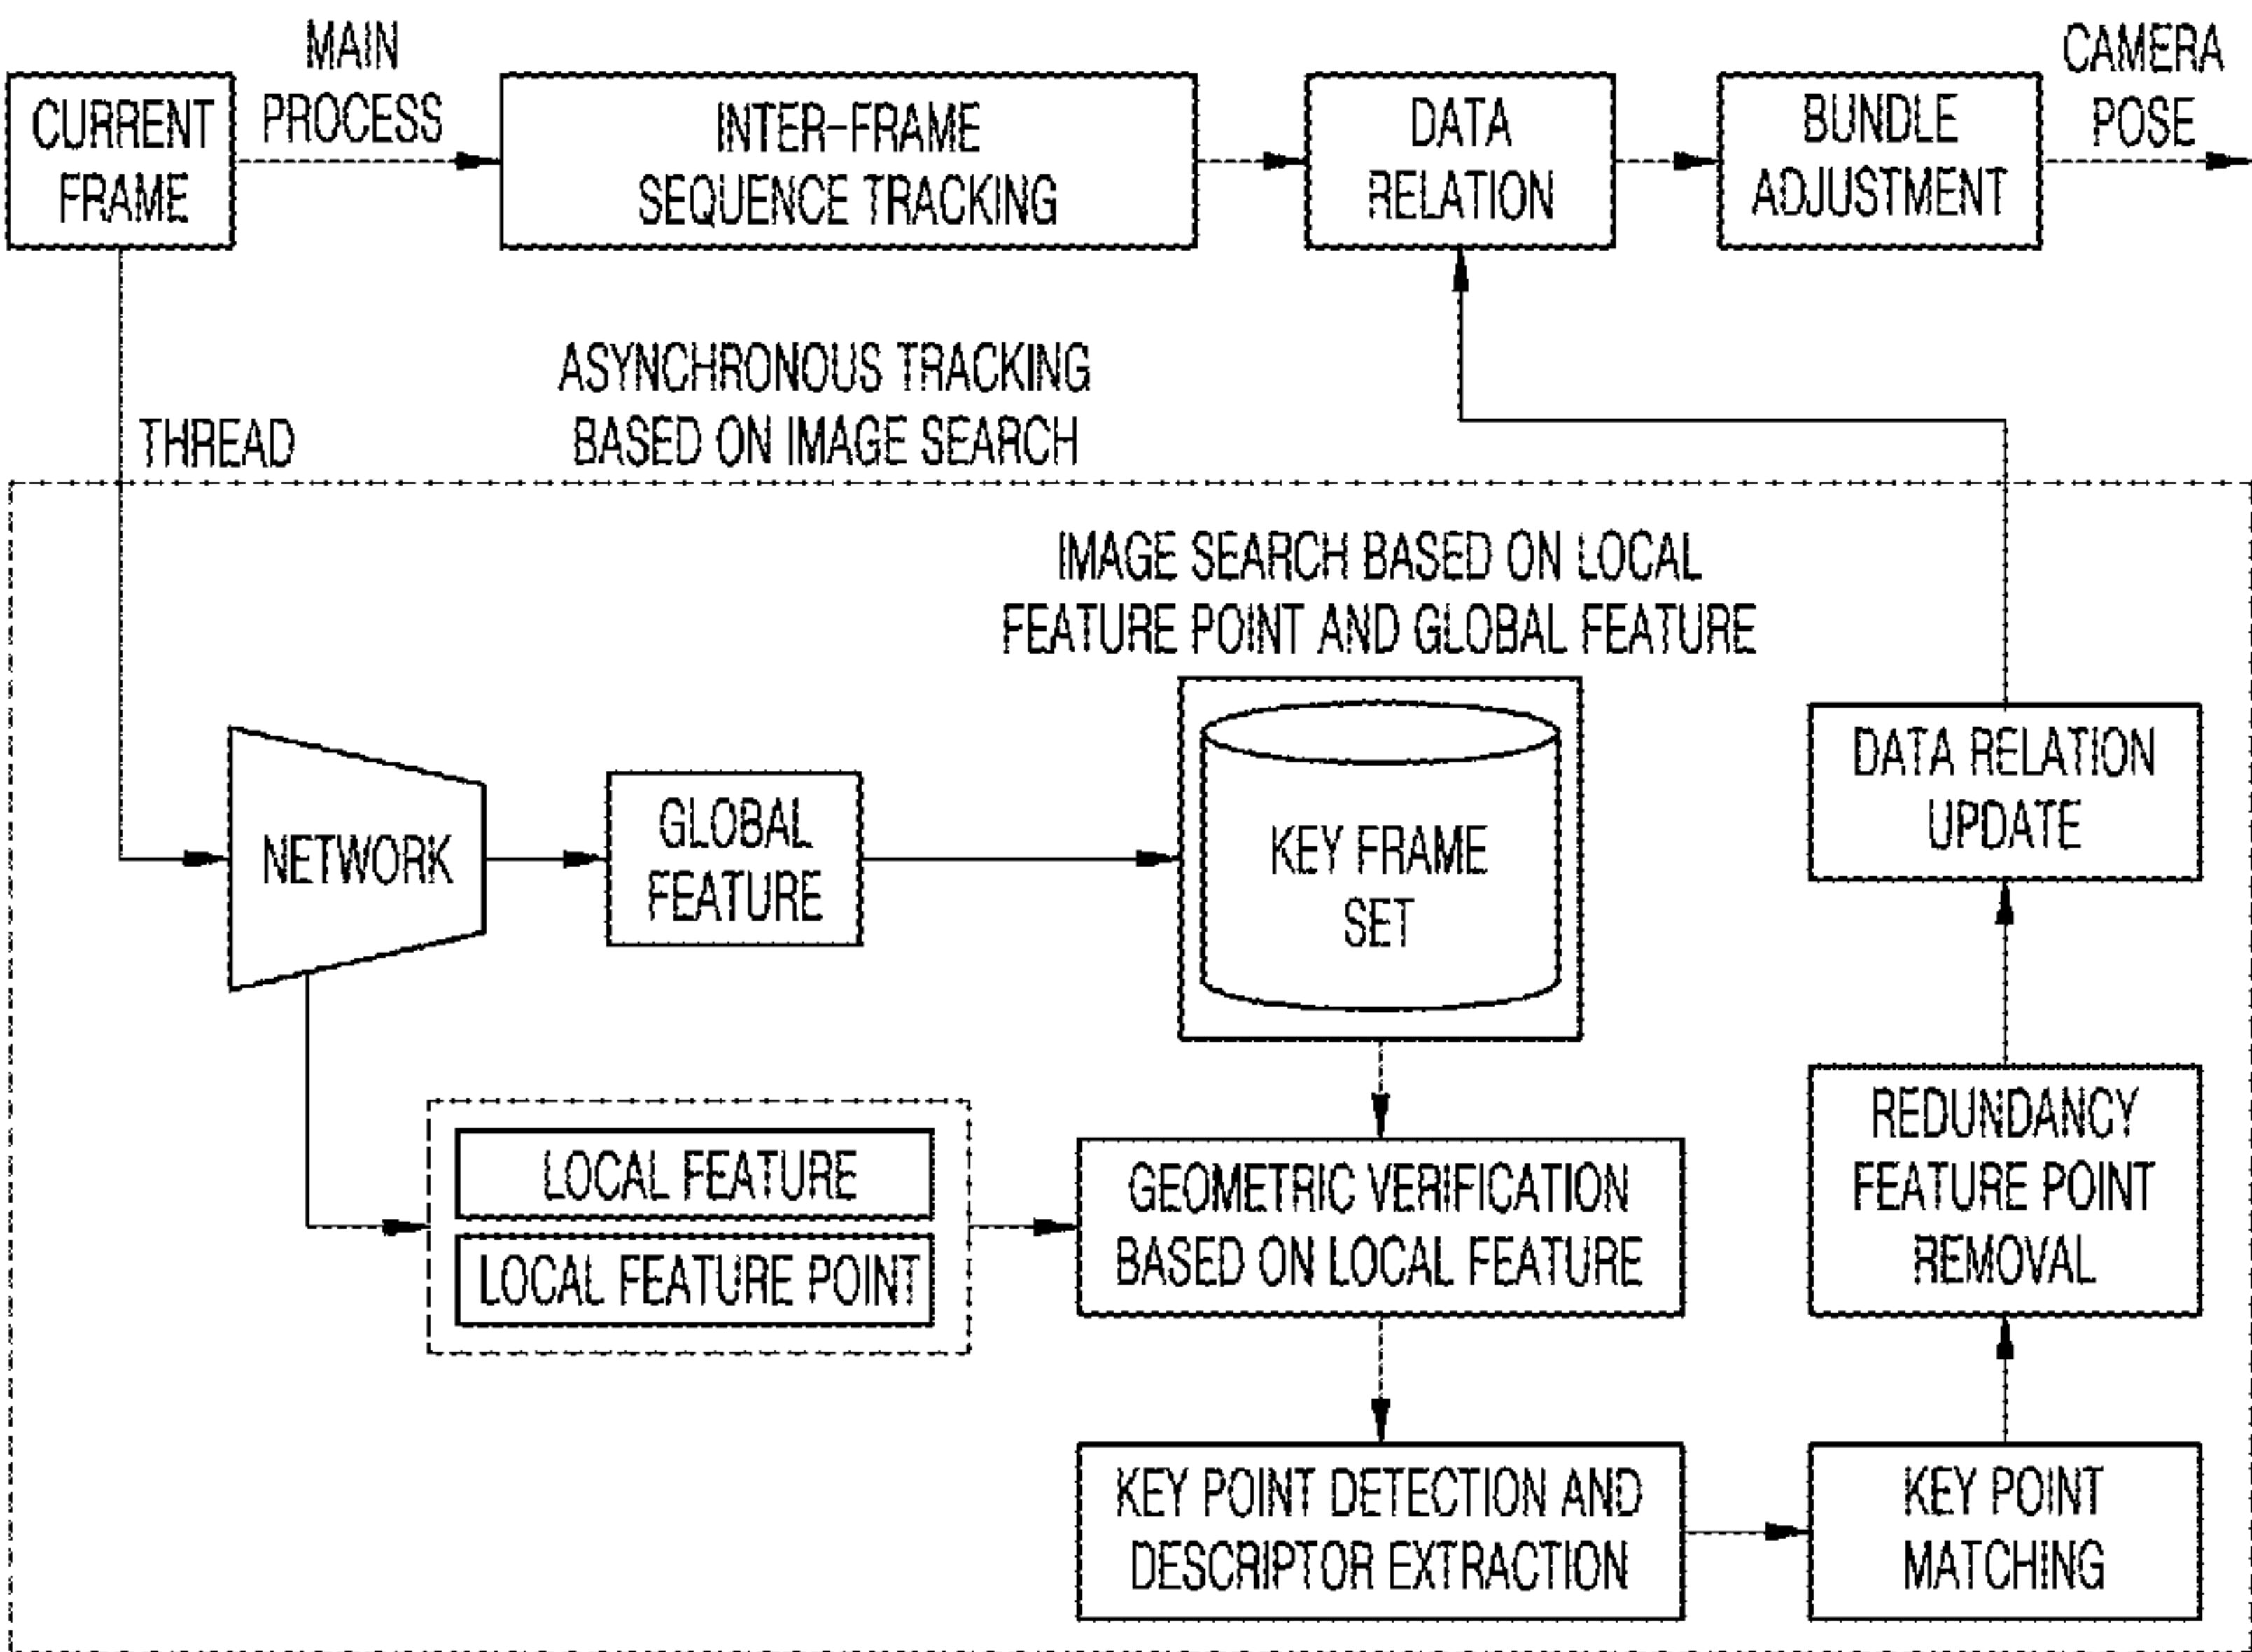 MAIN
PROCESS
CAMERA
POSE
CURRENT
FRAME
INTER-FRAME
SEQUENCE TRACKING
DATA
RELATION
BUNDLE
ADJUSTMENT
ASYNCHRONOUS TRACKING
BASED ON IMAGE SEARCH
THREAD
IMAGE SEARCH BASED ON LOCAL
FEATURE POINT AND GLOBAL FEATURE
NETWORK
GLOBAL
FEATURE
KEY FRAME
SET
DATA RELATION
UPDATE
LOCAL FEATURE
LOCAL FEATURE POINT
GEOMETRIC VERIFICATION
BASED ON LOCAL FEATURE
REDUNDANCY
FEATURE POINT
REMOVAL
KEY POINT DETECTION AND
DESCRIPTOR EXTRACTION
KEY POINT
MATCHING